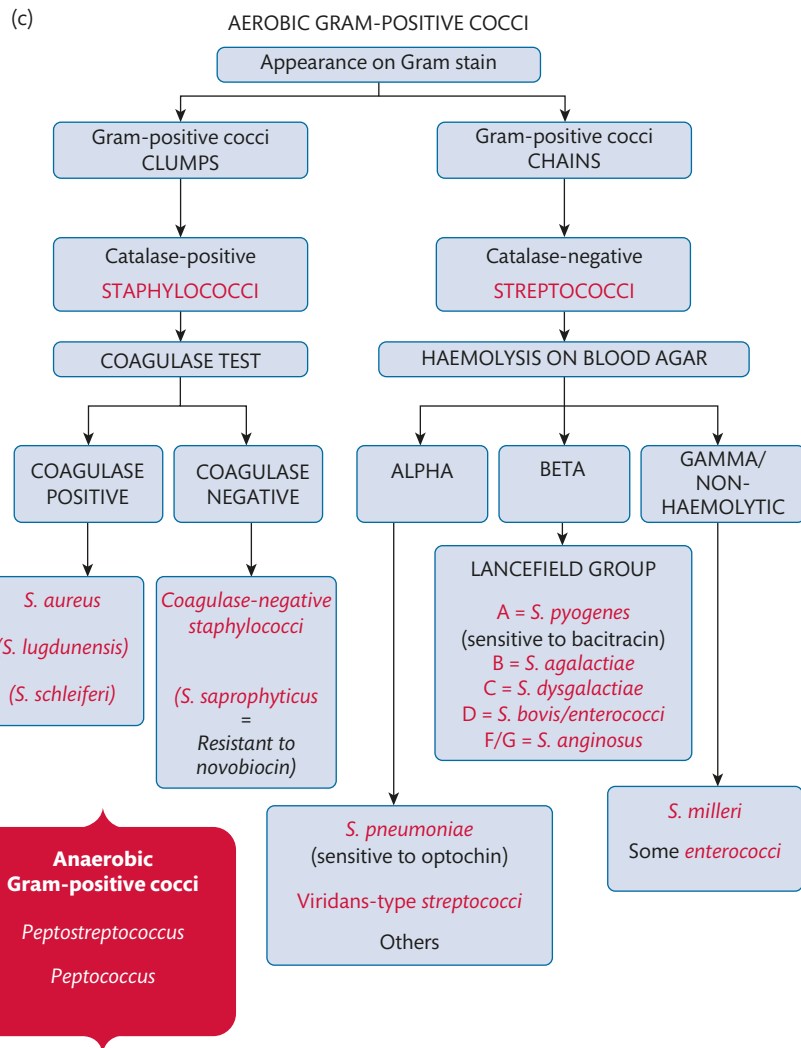 (c)
AEROBIC GRAM-POSITIVE COCCI
Appearance on Gram stain
Gram-positive cocci
CLUMPS
Gram-positive cocci
CHAINS
Catalase-positive
STAPHYLOCOCCI
Catalase-negative
STREPTOCOCCI
COAGULASE TEST
HAEMOLYSIS ON BLOOD AGAR
COAGULASE
POSITIVE
COAGULASE
NEGATIVE
ALPHA
BETA
GAMMA/
NON-
HAEMOLYTIC
S. aureus
(S. lugdunensis)
(S. schleiferi)
Coagulase-negative
staphylococci
(S. saprophyticus
=
Resistant to
novobiocin)
LANCEFIELD GROUP
A = S. pyogenes
(sensitive to bacitracin)
B = S. agalactiae
C = S. dysgalactiae
D = S. bovis/enterococci
F/G = S. anginosus
S. pneumoniae
(sensitive to optochin)
Viridans-type streptococci
Others
S. milleri
Some enterococci
Anaerobic
Gram-positive cocci
Peptostreptococcus
Peptococcus